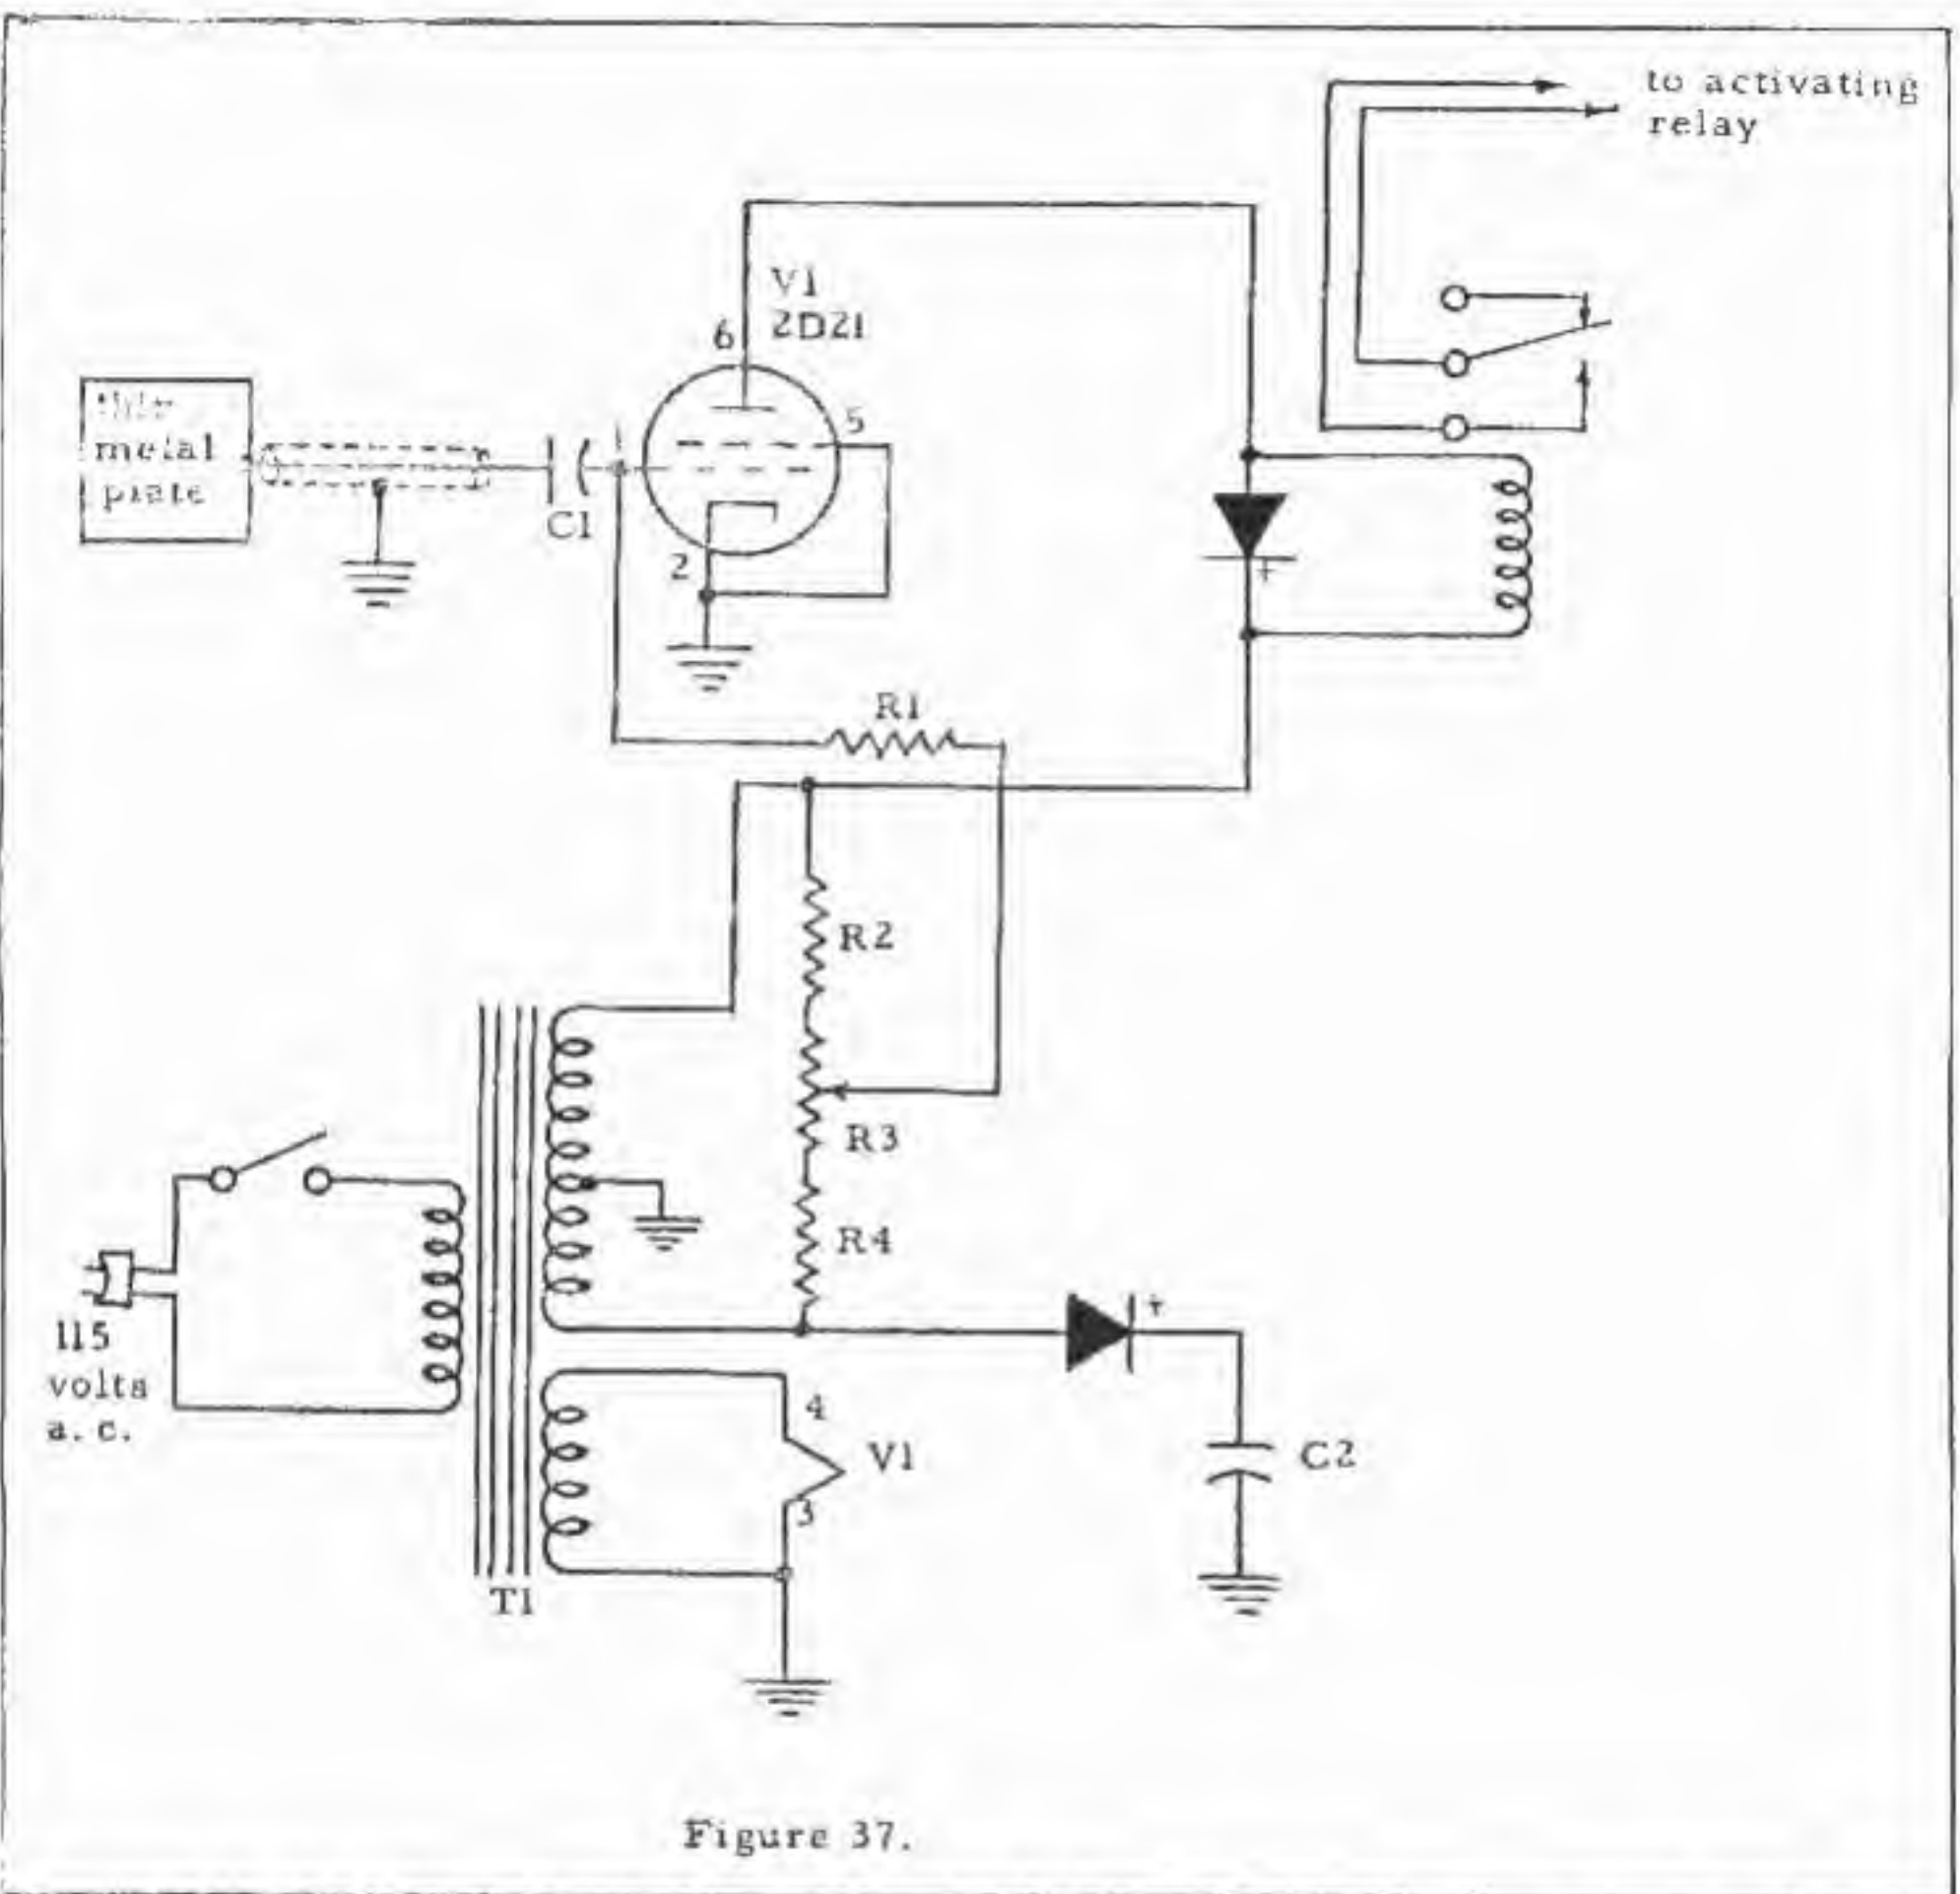 to activating
relay
V1
2D21
6
5
thin
metal
plate
C1
2
+
R1
R2
R3
R4
+
115
volts
a. c.
4
V1
3
C2
T1
Figure 37.